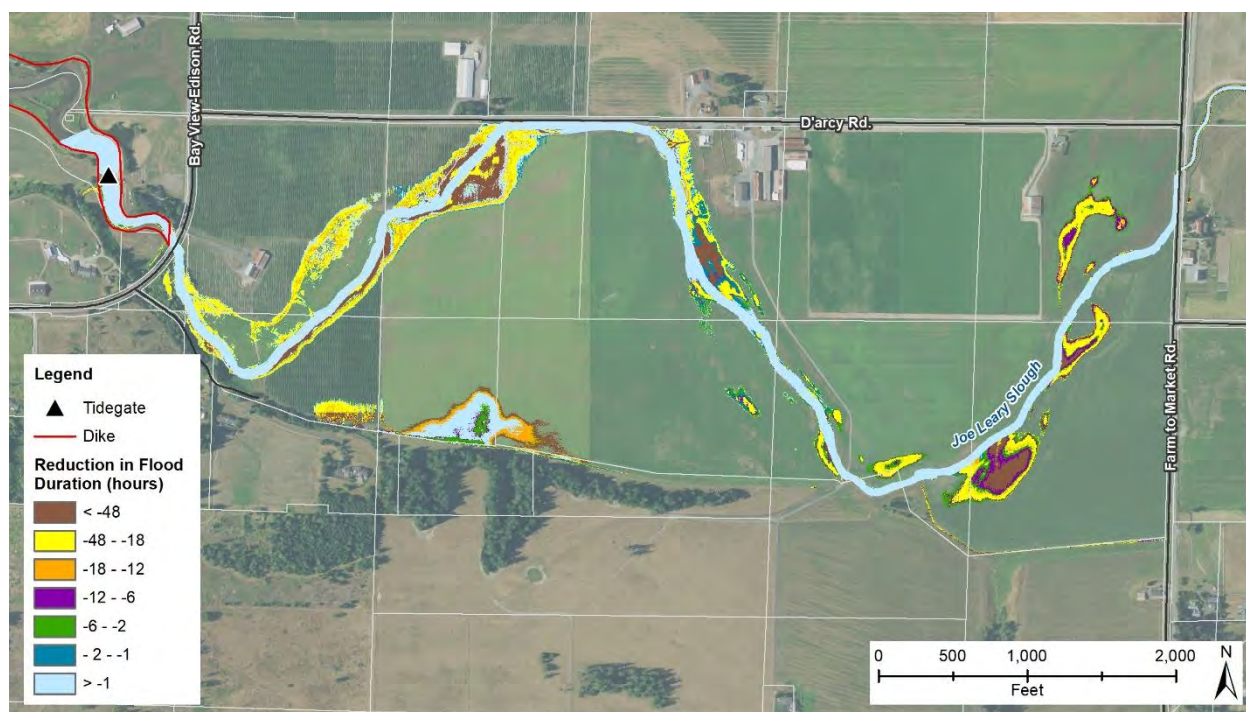 Bay View-Edison Rd.
D'arcy Rd.
Joe Leary Slough
Farm to Market Rd.
Legend
Tidegate
Dike
Reduction in Flood
Duration (hours)
< -48
-48 - -18
-18 - -12
-12 - -6
-6 - -2
- 2 - -1
> -1
0 500 1,000 2,000
Feet
N